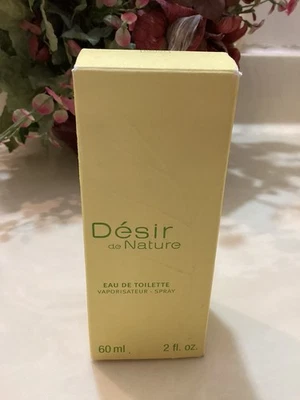 Désir
de Nature
EAU DE TOILETTE
VAPORISATEUR - SPRAY
60 ml 2 fl. oz.